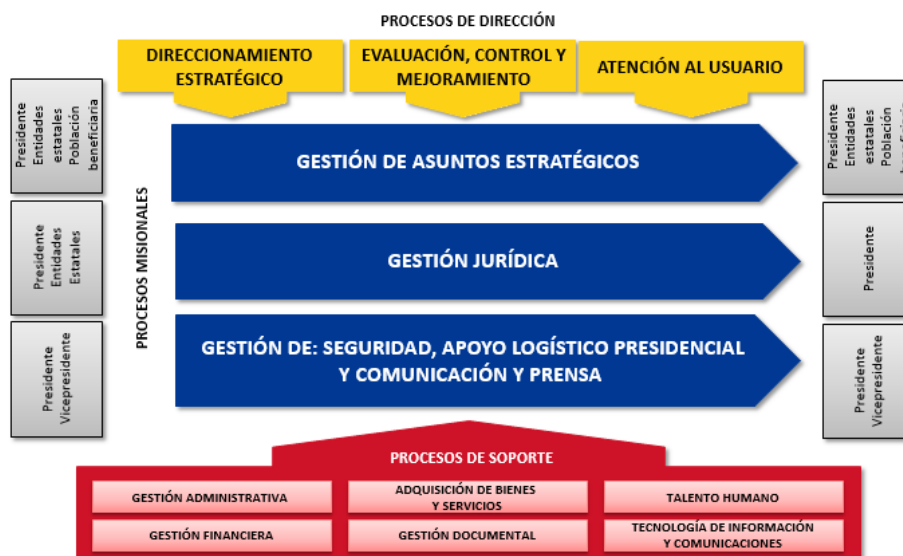 PROCESOS DE DIRECCIÓN
DIRECCIONAMIENTO
ESTRATÉGICO
EVALUACIÓN, CONTROL Y
MEJORAMIENTO
ATENCIÓN AL USUARIO
Presidente
Entidades
estatales
Población
beneficiaria
Presidente
Entidades
Estatales
Presidente
Vicepresidente
PROCESOS MISIONALES
GESTIÓN DE ASUNTOS ESTRATÉGICOS
GESTIÓN JURÍDICA
GESTIÓN DE: SEGURIDAD, APOYO LOGÍSTICO PRESIDENCIAL
Y COMUNICACIÓN Y PRENSA
Presidente
Entidades
estatales
Población
Presidente
Presidente
Vicepresidente
PROCESOS DE SOPORTE
GESTIÓN ADMINISTRATIVA
ADQUISICIÓN DE BIENES
Y SERVICIOS
TALENTO HUMANO
GESTIÓN FINANCIERA
GESTIÓN DOCUMENTAL
TECNOLOGÍA DE INFORMACIÓN
Y COMUNICACIONES